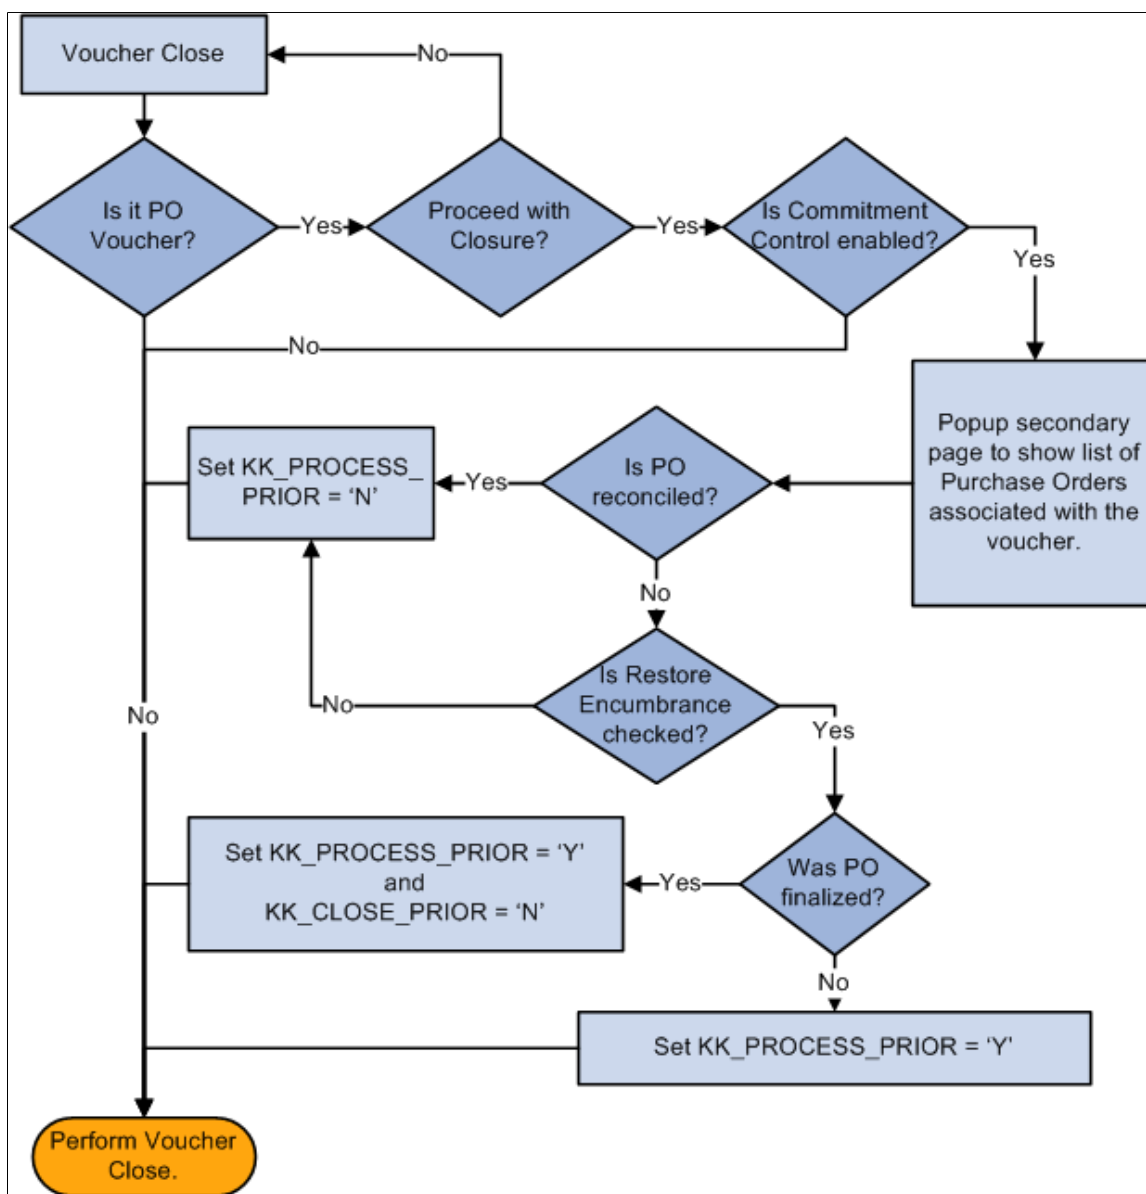 Voucher Close
No
Is it PO
Voucher?
Yes
Proceed with
Closure?
Yes
Is Commitment
Control enabled?
Yes
No
Popup secondary
page to show list of
Purchase Orders
associated with the
voucher.
Is PO
reconciled?
Yes
Set KK_PROCESS_
PRIOR = ‘N’
No
Is Restore
Encumbrance
checked?
No
Yes
No
Was PO
finalized?
Yes
Set KK_PROCESS_PRIOR = ‘Y’
and
KK_CLOSE_PRIOR = ‘N’
No
Set KK_PROCESS_PRIOR = ‘Y’
Perform Voucher
Close.